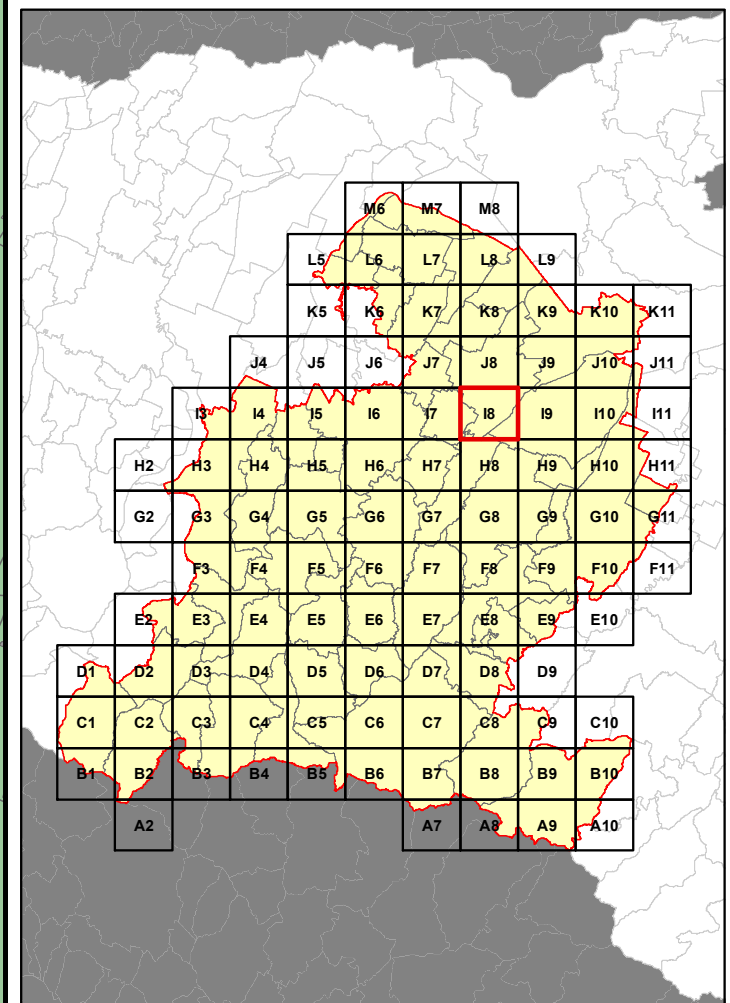 M6 M7 M8
L5 L6 L7 L8 L9
K5 K6 K7 K8 K9 K10 K11
J4 J5 J6 J7 J8 J9 J10 J11
I3 I4 I5 I6 I7 I8 I9 I10 I11
H2 H3 H4 H5 H6 H7 H8 H9 H10 H11
G2 G3 G4 G5 G6 G7 G8 G9 G10 G11
F3 F4 F5 F6 F7 F8 F9 F10 F11
E2 E3 E4 E5 E6 E7 E8 E9 E10
D1 D2 D3 D4 D5 D6 D7 D8 D9
C1 C2 C3 C4 C5 C6 C7 C8 C9 C10
B1 B2 B3 B4 B5 B6 B7 B8 B9 B10
A2 A7 A8 A9 A10